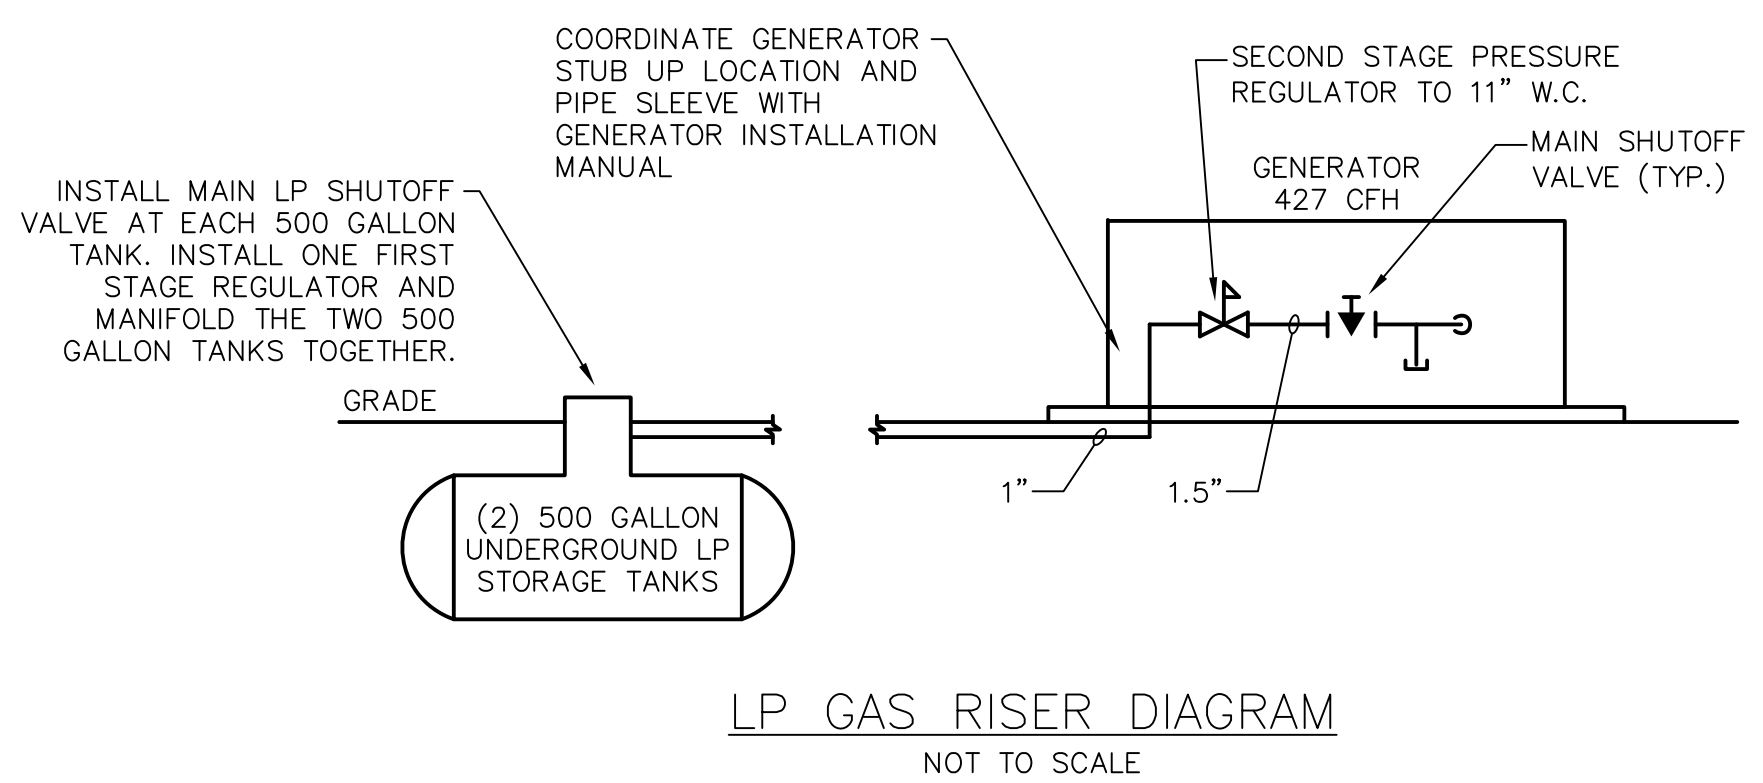 COORDINATE GENERATOR
STUB UP LOCATION AND
PIPE SLEEVE WITH
GENERATOR INSTALLATION
MANUAL
SECOND STAGE PRESSURE
REGULATOR TO 11" W.C.
MAIN SHUTOFF
VALVE (TYP.)
GENERATOR
427 CFH
INSTALL MAIN LP SHUTOFF
VALVE AT EACH 500 GALLON
TANK. INSTALL ONE FIRST
STAGE REGULATOR AND
MANIFOLD THE TWO 500
GALLON TANKS TOGETHER.
GRADE
1"
1.5"
(2) 500 GALLON
UNDERGROUND LP
STORAGE TANKS
LP GAS RISER DIAGRAM
NOT TO SCALE